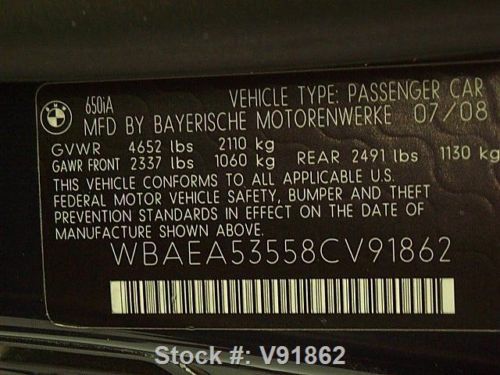 BMW
650iA
VEHICLE TYPE: PASSENGER CAR
MFD BY BAYERISCHE MOTORENWERKE 07/08
GVWR 4652 lbs 2110 kg
GAWR FRONT 2337 lbs 1060 kg REAR 2491 lbs 1130 kg
THIS VEHICLE CONFORMS TO ALL APPLICABLE U.S.
FEDERAL MOTOR VEHICLE SAFETY, BUMPER AND THEFT
PREVENTION STANDARDS IN EFFECT ON THE DATE OF
MANUFACTURE SHOWN ABOVE.
WBAEA53558CV91862
Stock #: V91862